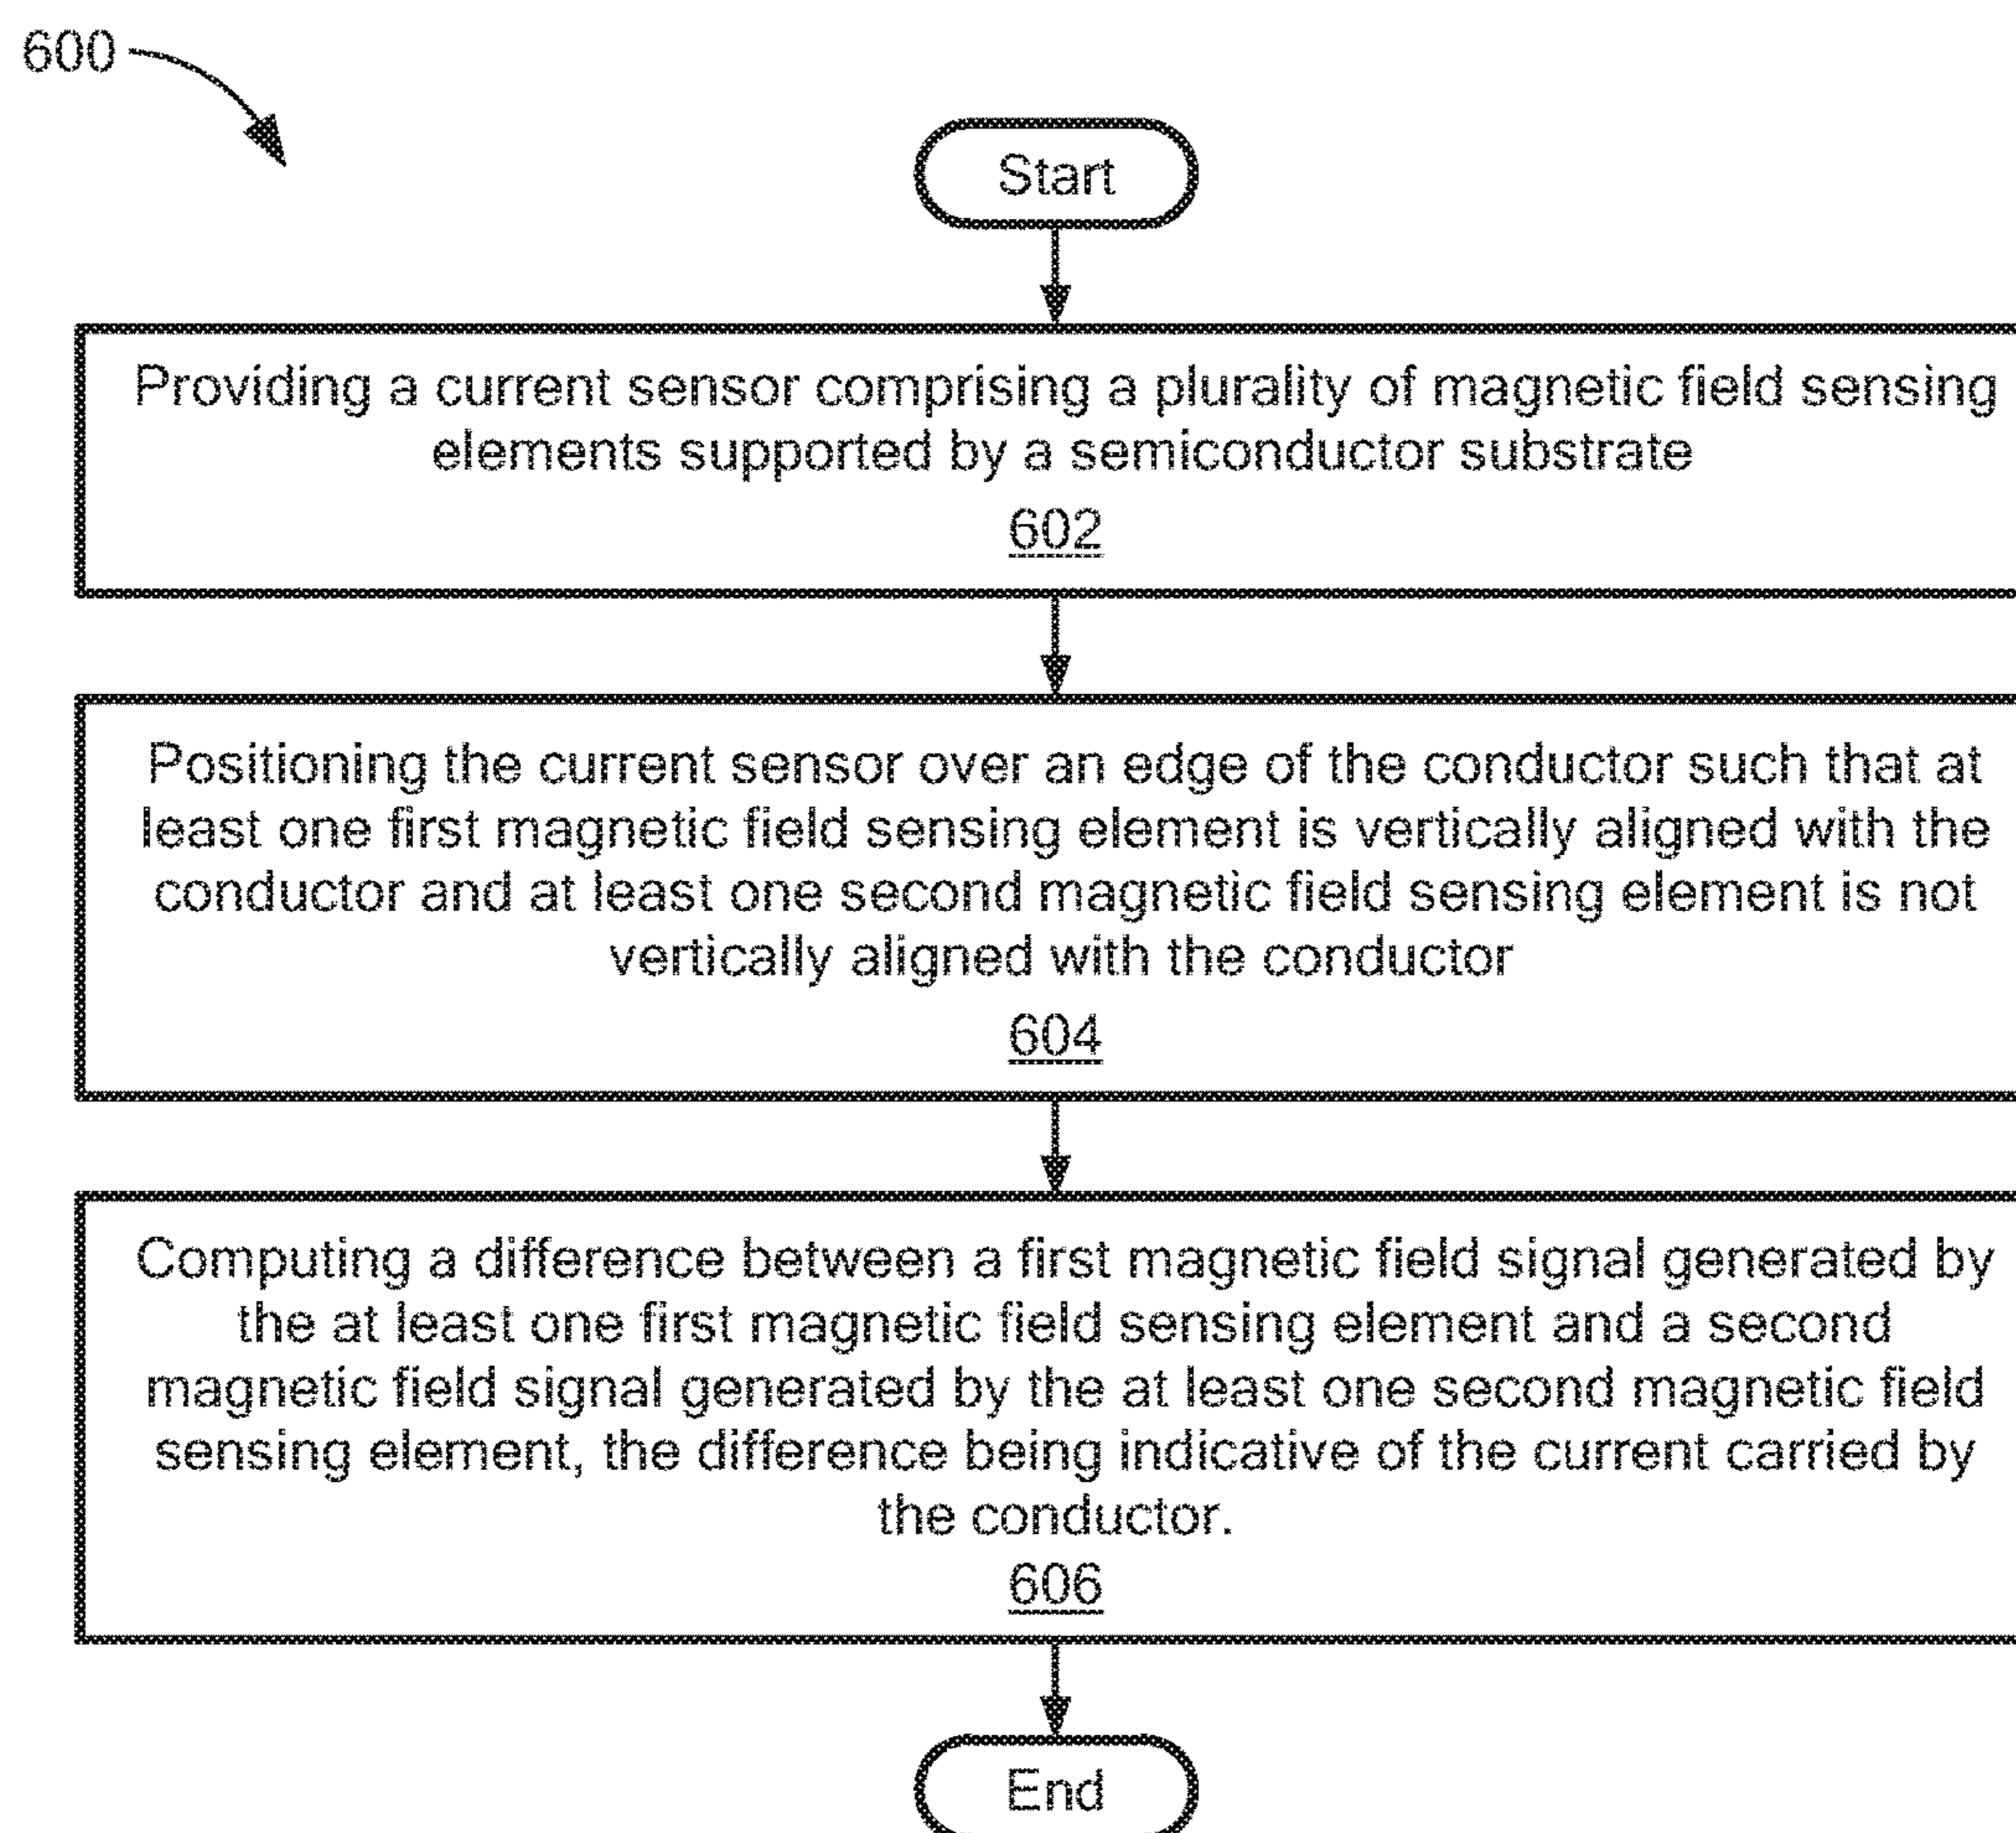 600
Start
Providing a current sensor comprising a plurality of magnetic field sensing
elements supported by a semiconductor substrate
602
Positioning the current sensor over an edge of the conductor such that at
least one first magnetic field sensing element is vertically aligned with the
conductor and at least one second magnetic field sensing element is not
vertically aligned with the conductor
604
Computing a difference between a first magnetic field signal generated by
the at least one first magnetic field sensing element and a second
magnetic field signal generated by the at least one second magnetic field
sensing element, the difference being indicative of the current carried by
the conductor.
606
End